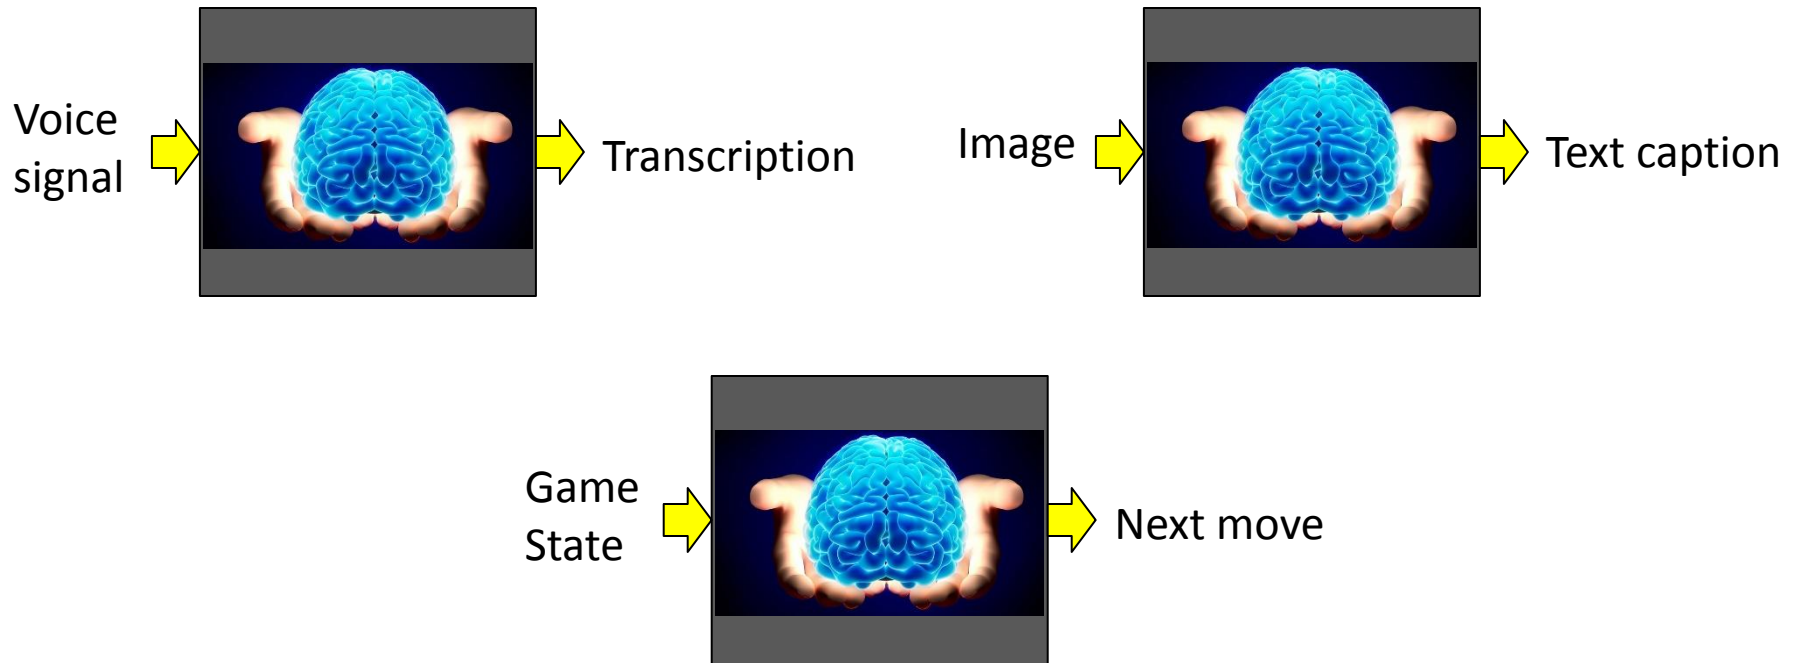 Voice
signal
Transcription
Image
Text caption
Game
State
Next move